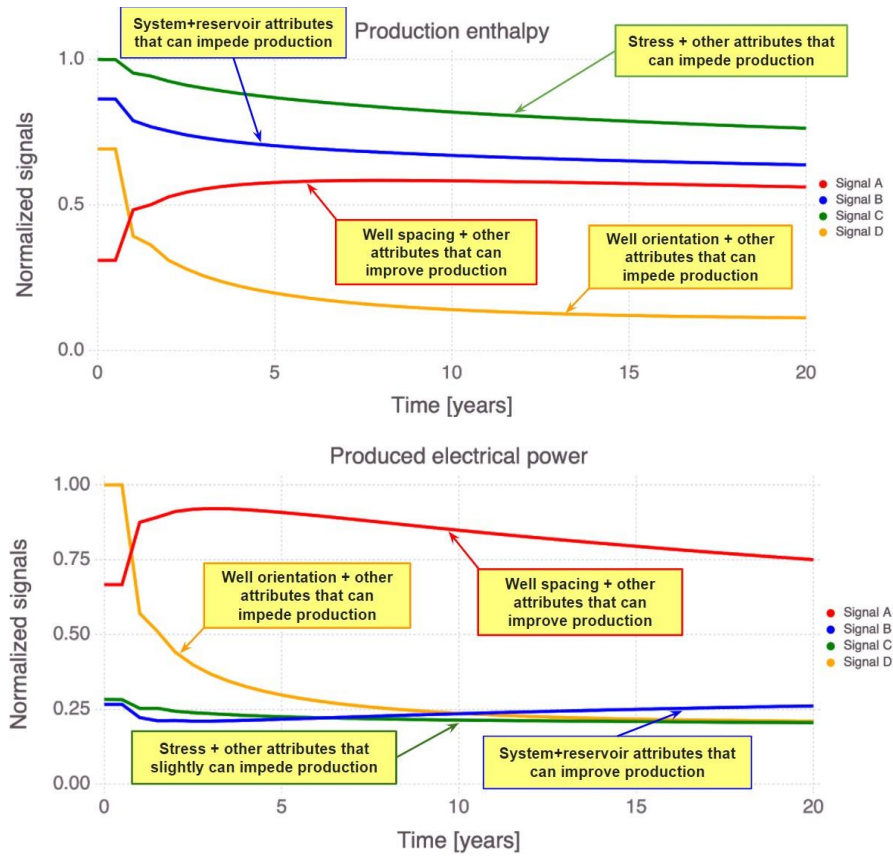 Production enthalpy
System+reservoir attributes
that can impede production
Stress + other attributes that
can impede production
Normalized signals
1.0
0.5
0.0
Well spacing + other
attributes that can
improve production
Well orientation + other
attributes that can
impede production
Signal A
Signal B
Signal C
Signal D
0
5
10
15
20
Time [years]
Produced electrical power
Normalized signals
1.00
0.75
0.50
0.25
0.00
Well orientation + other
attributes that can
impede production
Well spacing + other
attributes that can
improve production
Signal A
Signal B
Signal C
Signal D
Stress + other attributes that
slightly can impede production
System+reservoir attributes that
can improve production
0
5
10
15
20
Time [years]